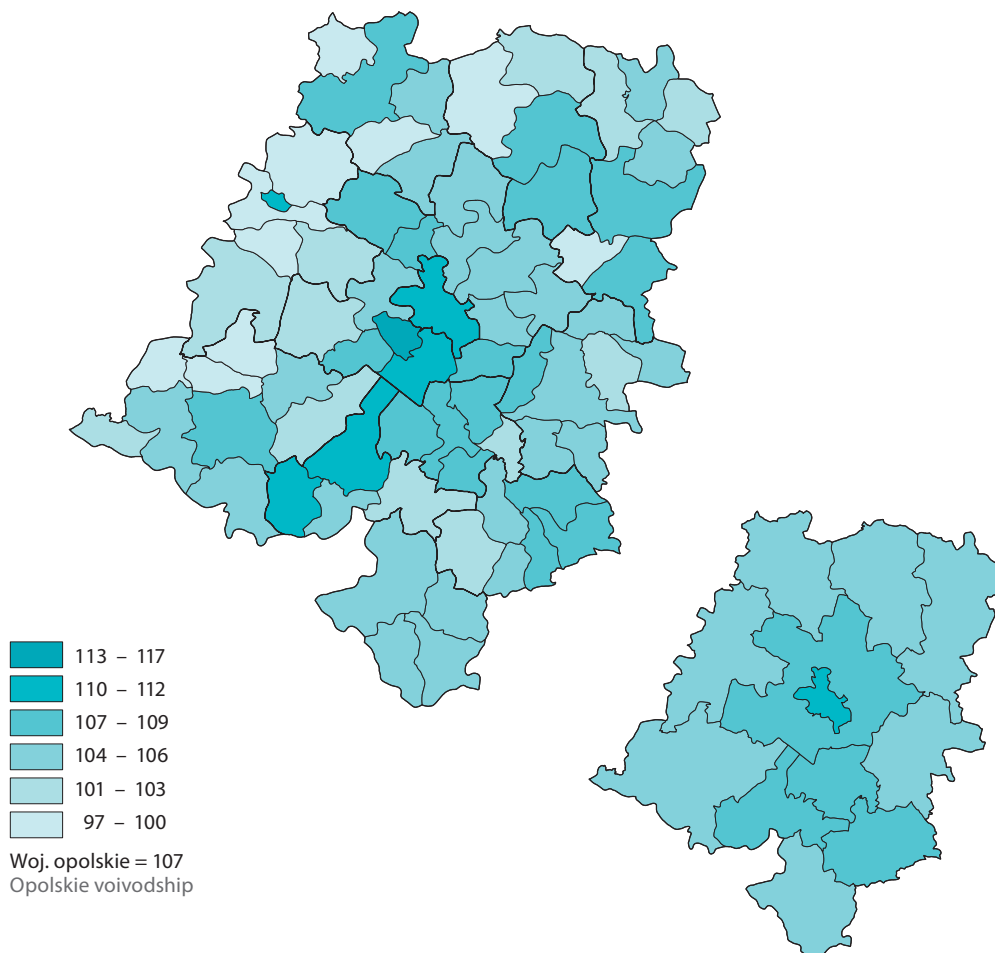 113 – 117
110 – 112
107 – 109
104 – 106
101 – 103
97 – 100
Woj. opolskie = 107
Opolskie voivodship